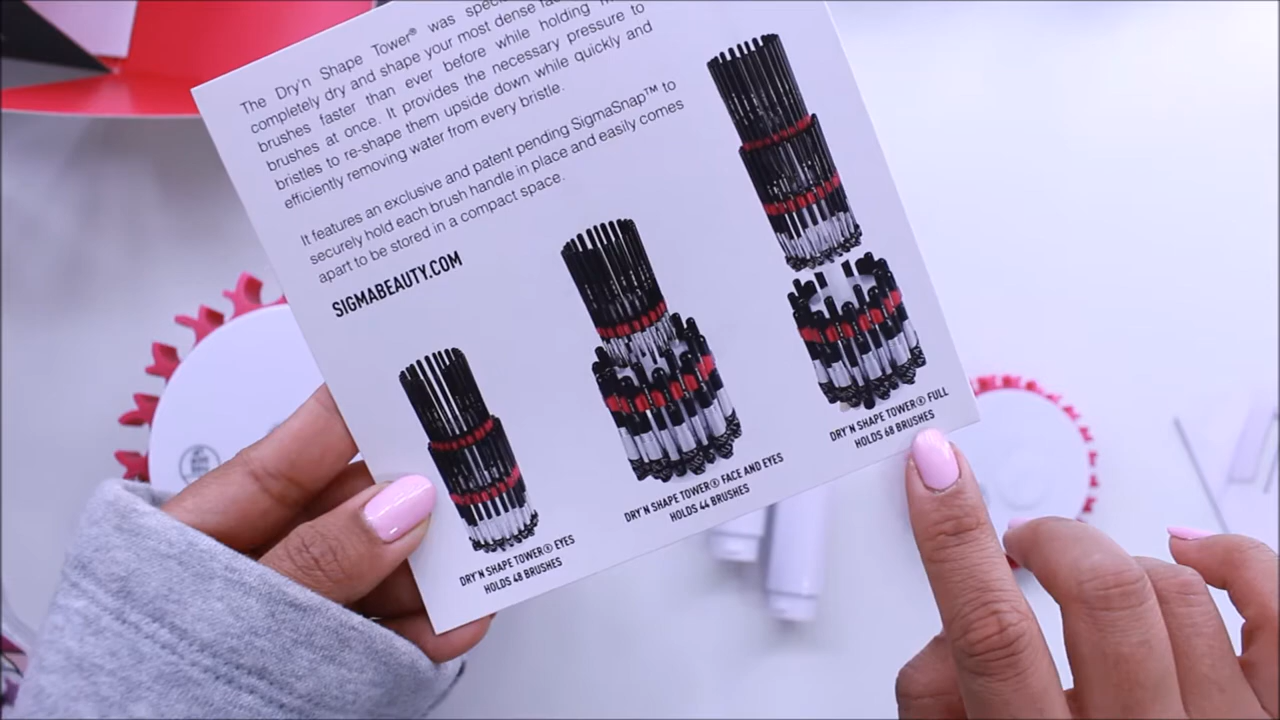 The Dry'n Shape Tower® was
completely dry and shape your most dense
brushes faster than ever before while holding
brushes at once. It provides the necessary pressure to
bristles to re-shape them upside down while quickly and
efficiently removing water from every bristle.
It features an exclusive and patent pending SigmaSnap™ to
securely hold each brush handle in place and easily comes
apart to be stored in a compact space.
SIGMABEAUTY.COM
DRY'N SHAPE TOWER® EYES
HOLDS 48 BRUSHES
DRY'N SHAPE TOWER® FACE AND EYES
HOLDS 44 BRUSHES
DRY'N SHAPE TOWER® FULL
HOLDS 68 BRUSHES